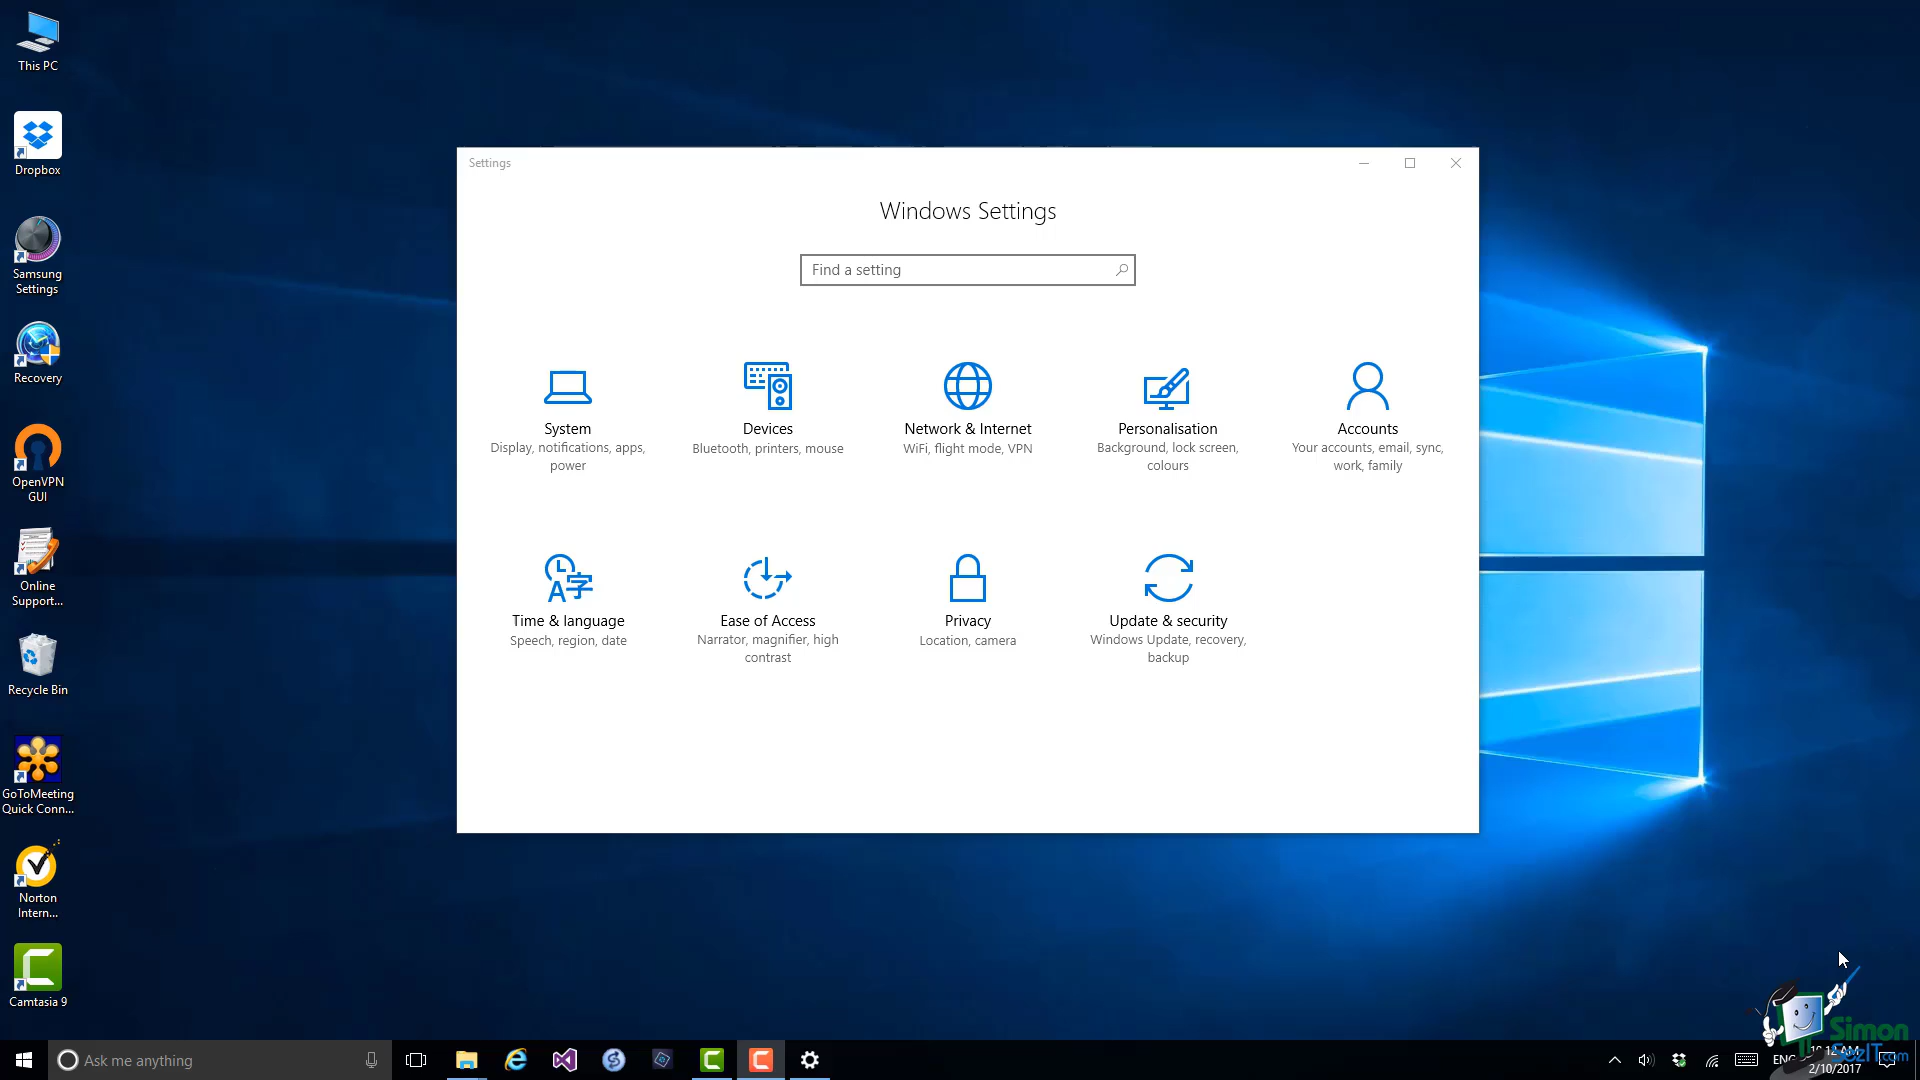 This PC
Dropbox
Samsung
Settings
Recovery
OpenVPN
GUI
Online
Support...
Recycle Bin
GoToMeeting
Quick Conn...
Norton
Intern...
Camtasia 9
Settings
Windows Settings
Find a setting
System
Display, notifications, apps,
power
Devices
Bluetooth, printers, mouse
Network & Internet
WiFi, flight mode, VPN
Personalisation
Background, lock screen,
colours
Accounts
Your accounts, email, sync,
work, family
Time & language
Speech, region, date
Ease of Access
Narrator, magnifier, high
contrast
Privacy
Location, camera
Update & security
Windows Update, recovery,
backup
Ask me anything
ENG
2/10/2017
Simon
SezIT.com